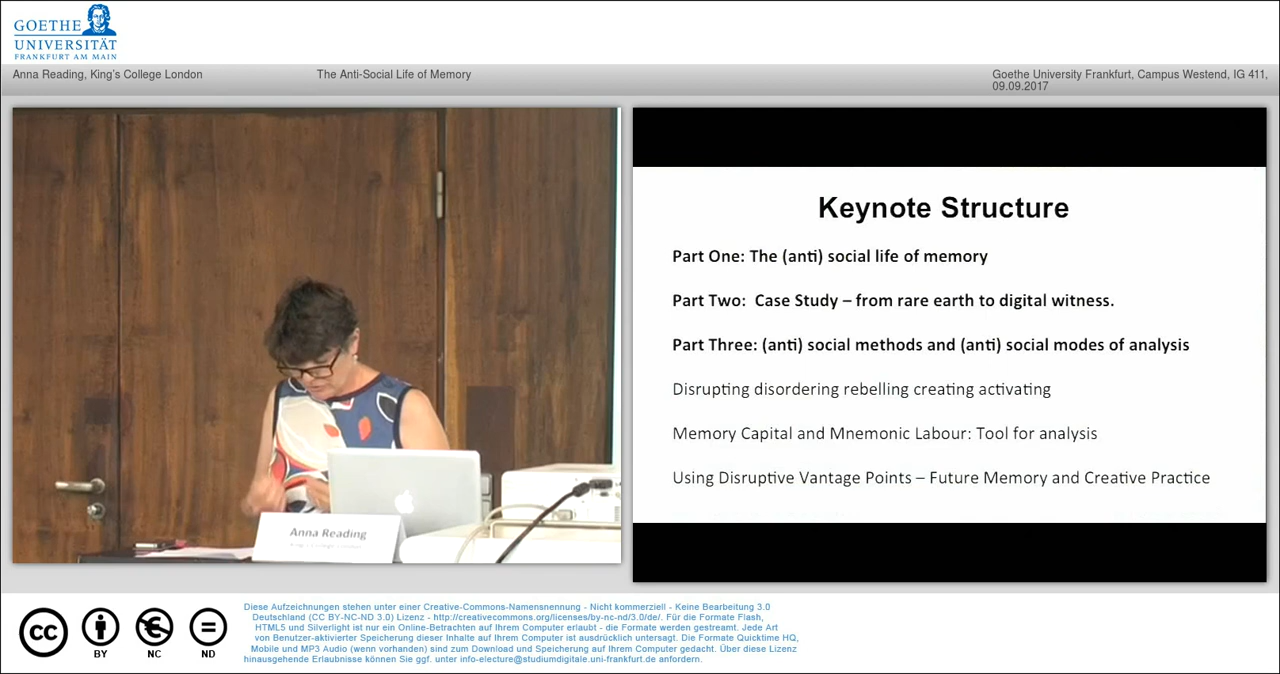 GOETHE
UNIVERSITÄT
FRANKFURT AM MAIN
Anna Reading, King's College London
The Anti-Social Life of Memory
Goethe University Frankfurt, Campus Westend, IG 411,
09.09.2017
Anna Reading
Keynote Structure
Part One: The (anti) social life of memory
Part Two: Case Study – from rare earth to digital witness.
Part Three: (anti) social methods and (anti) social modes of analysis
Disrupting disordering rebelling creating activating
Memory Capital and Mnemonic Labour: Tool for analysis
Using Disruptive Vantage Points – Future Memory and Creative Practice
cc
BY
NC
ND
Diese Aufzeichnungen stehen unter einer Creative-Commons-Namensnennung - Nicht kommerziell - Keine Bearbeitung 3.0
Deutschland (CC BY-NC-ND 3.0) Lizenz - http://creativecommons.org/licenses/by-nc-nd/3.0/de/. Für die Formate Flash,
HTML5 und Silverlight ist nur ein Online-Betrachten auf Ihrem Computer erlaubt - die Formate werden gestreamt. Jede Art
von Benutzer-aktivierter Speicherung dieser Inhalte auf Ihrem Computer ist ausdrücklich untersagt. Die Formate Quicktime HQ,
Mobile und MP3 Audio (wenn vorhanden) sind zum Download und Speicherung auf Ihrem Computer gedacht. Über diese Lizenz
hinausgehende Erlaubnisse können Sie ggf. unter info-electure@studiumdigitale.uni-frankfurt.de anfordern.